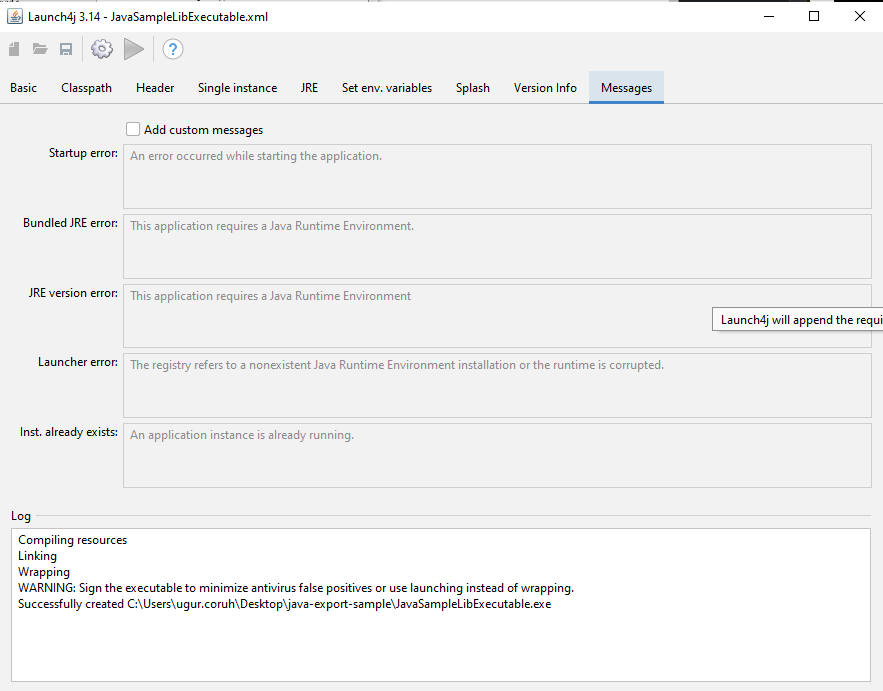 Launch4j 3.14 - JavaSampleLibExecutable.xml
Basic Classpath Header Single instance JRE Set env. variables Splash Version Info Messages
Add custom messages
Startup error: An error occurred while starting the application.
Bundled JRE error: This application requires a Java Runtime Environment.
JRE version error: This application requires a Java Runtime Environment
Launch4j will append the requi
Launcher error: The registry refers to a nonexistent Java Runtime Environment installation or the runtime is corrupted.
Inst. already exists: An application instance is already running.
Log
Compiling resources
Linking
Wrapping
WARNING: Sign the executable to minimize antivirus false positives or use launching instead of wrapping.
Successfully created C:\Users\ugur.coruh\Desktop\java-export-sample\JavaSampleLibExecutable.exe